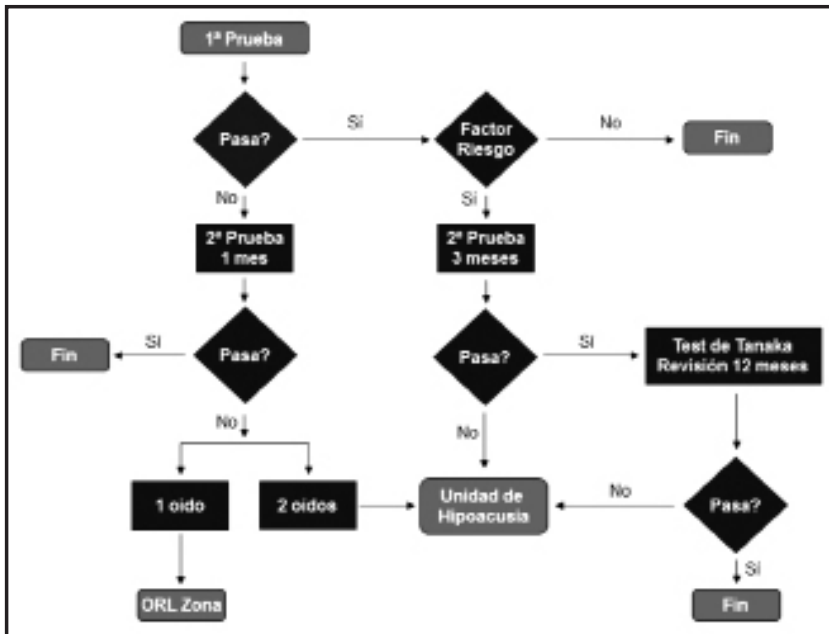 1ª Prueba
Pasa?
Sí
Factor
Riesgo
No
Fin
No
Sí
2ª Prueba
1 mes
2ª Prueba
3 meses
Fin
Sí
Pasa?
Pasa?
Sí
Test de Tanaka
Revisión 12 meses
No
No
1 oido
2 oidos
Unidad de
Hipoacusia
No
Pasa?
Sí
ORL Zona
Fin